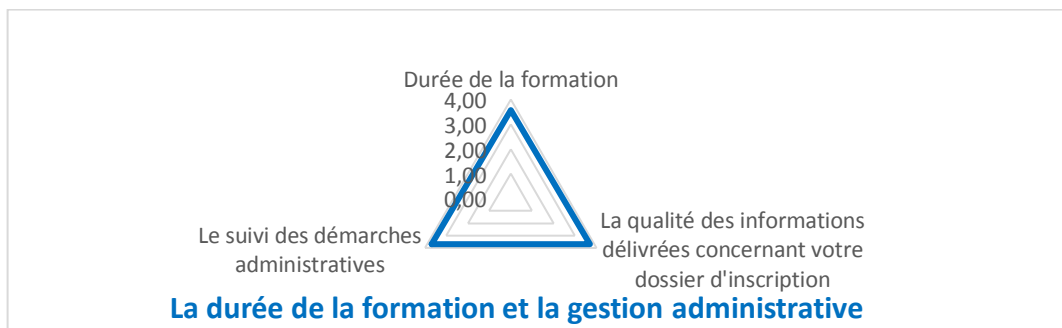 Durée de la formation
4,00
3,00
2,00
1,00
0,00
La qualité des informations
délivrées concernant votre
dossier d'inscription
Le suivi des démarches
administratives
La durée de la formation et la gestion administrative